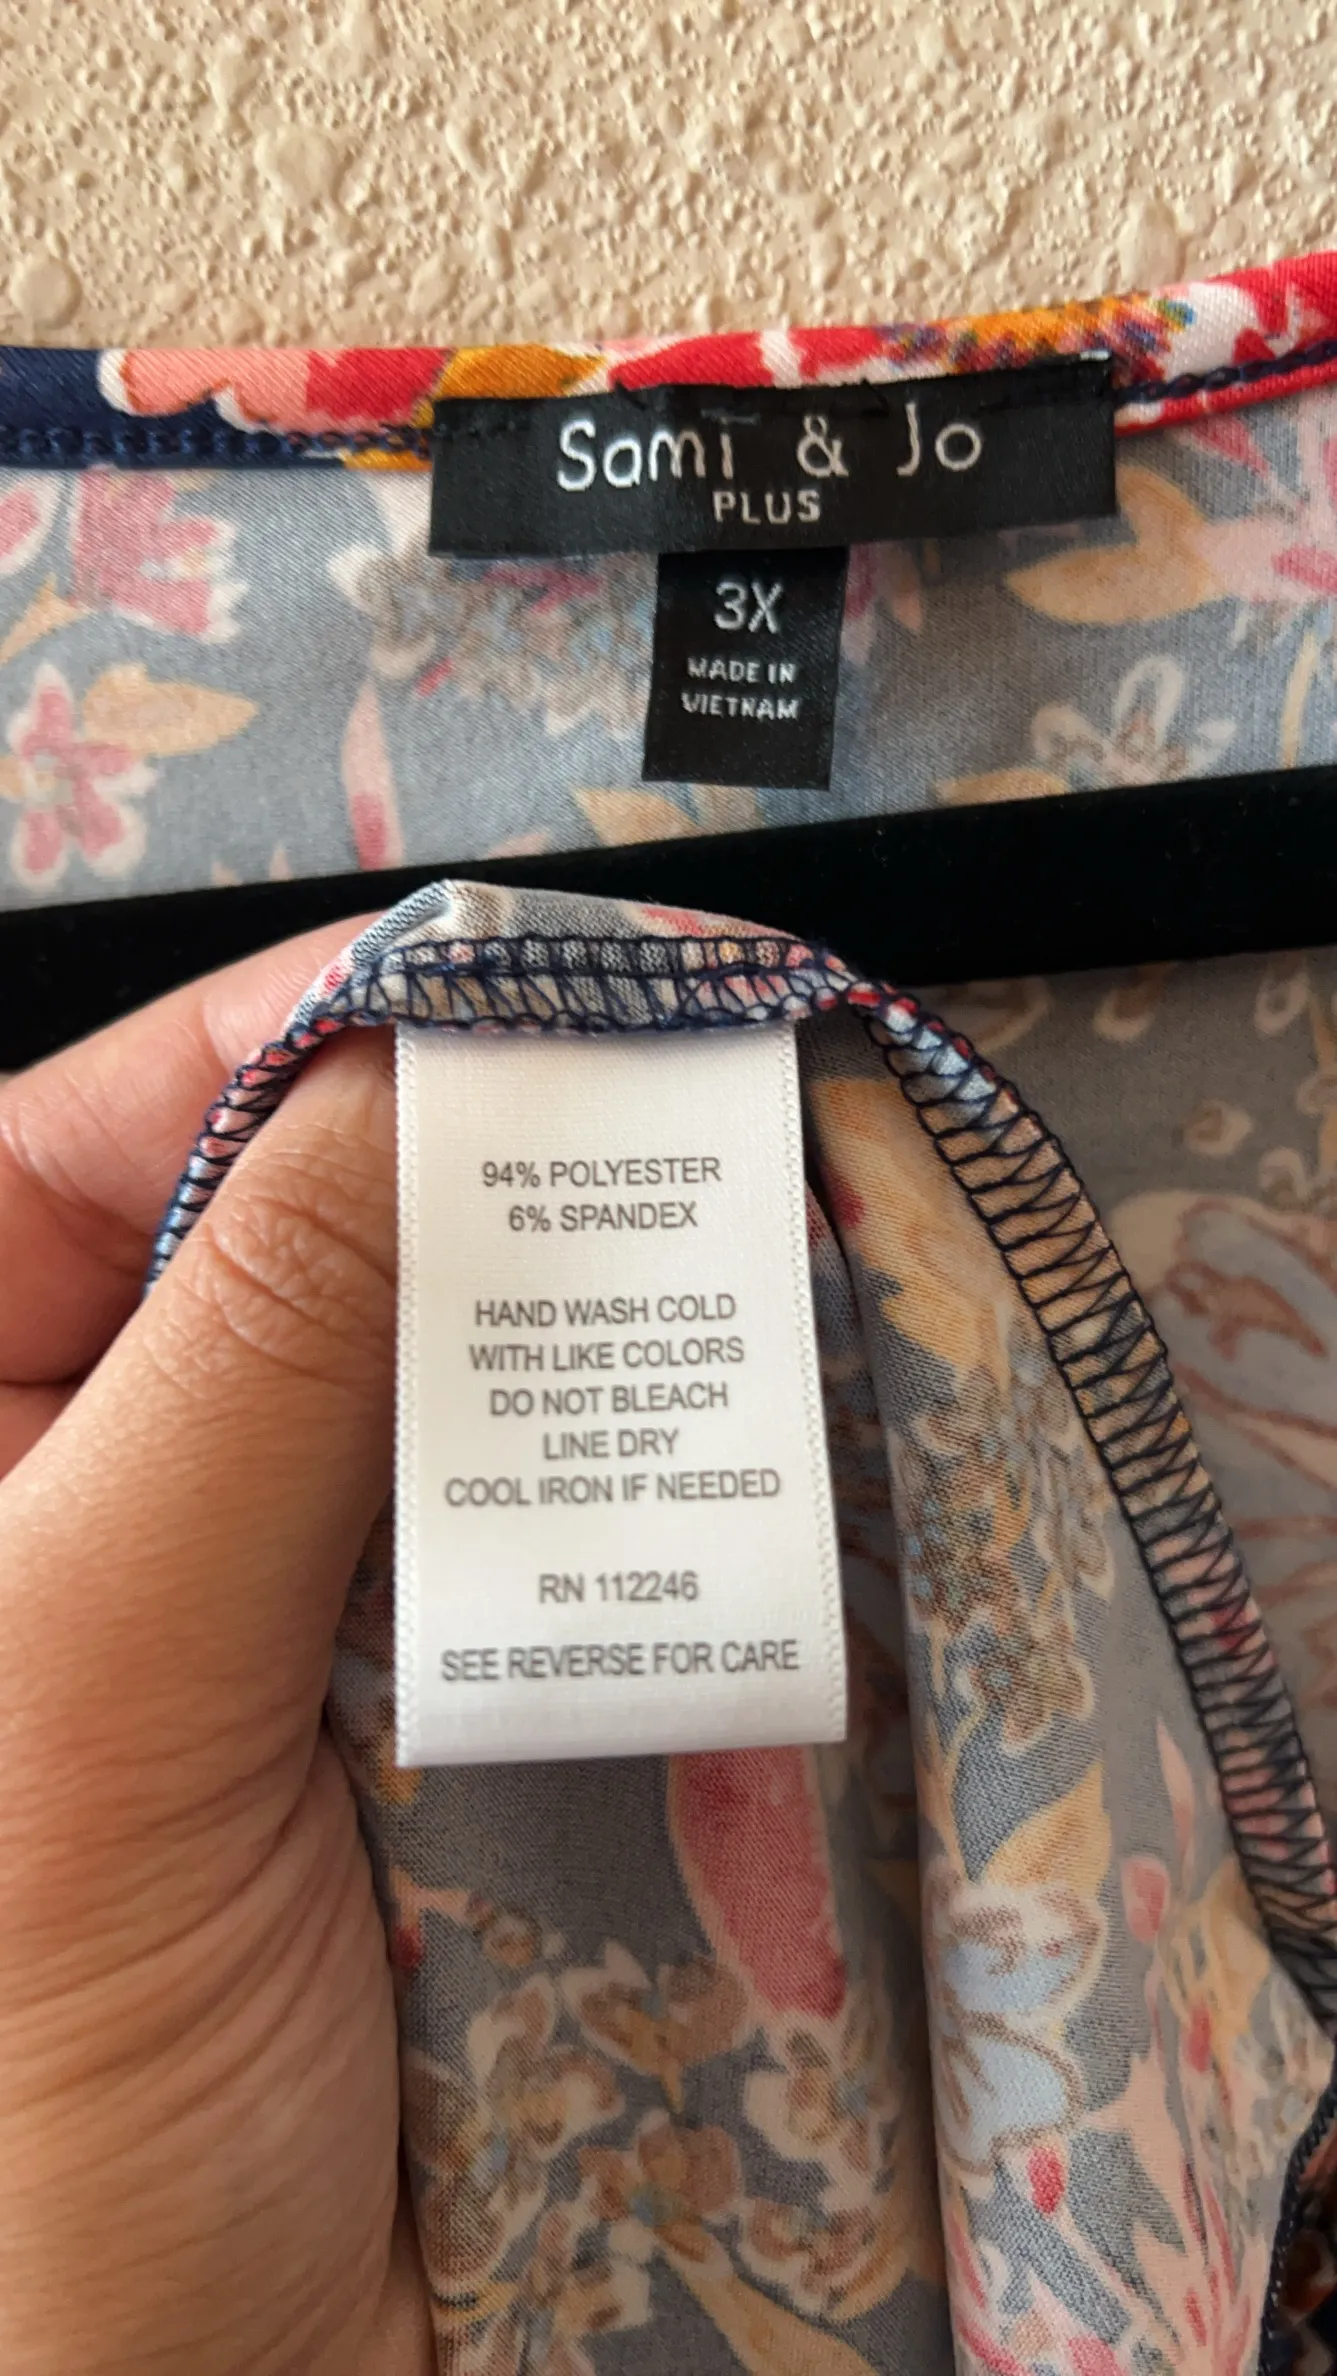 Sami & Jo
PLUS
3X
MADE IN
VIETNAM
94% POLYESTER
6% SPANDEX
HAND WASH COLD
WITH LIKE COLORS
DO NOT BLEACH
LINE DRY
COOL IRON IF NEEDED
RN 112246
SEE REVERSE FOR CARE